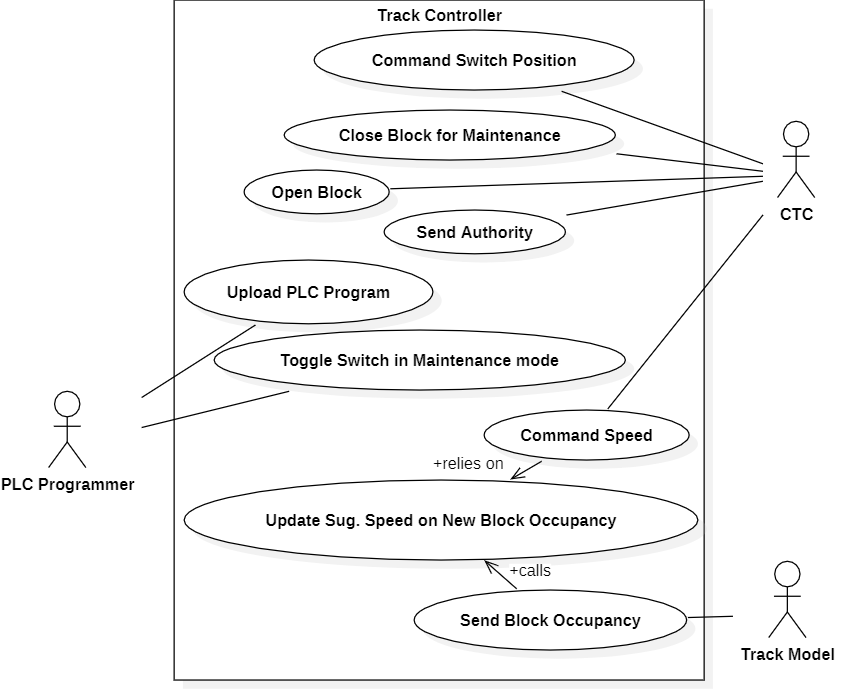 Track Controller
Command Switch Position
Close Block for Maintenance
Open Block
CTC
Send Authority
Upload PLC Program
Toggle Switch in Maintenance mode
Command Speed
+relies on
PLC Programmer
Update Sug. Speed on New Block Occupancy
+calls
Send Block Occupancy
Track Model